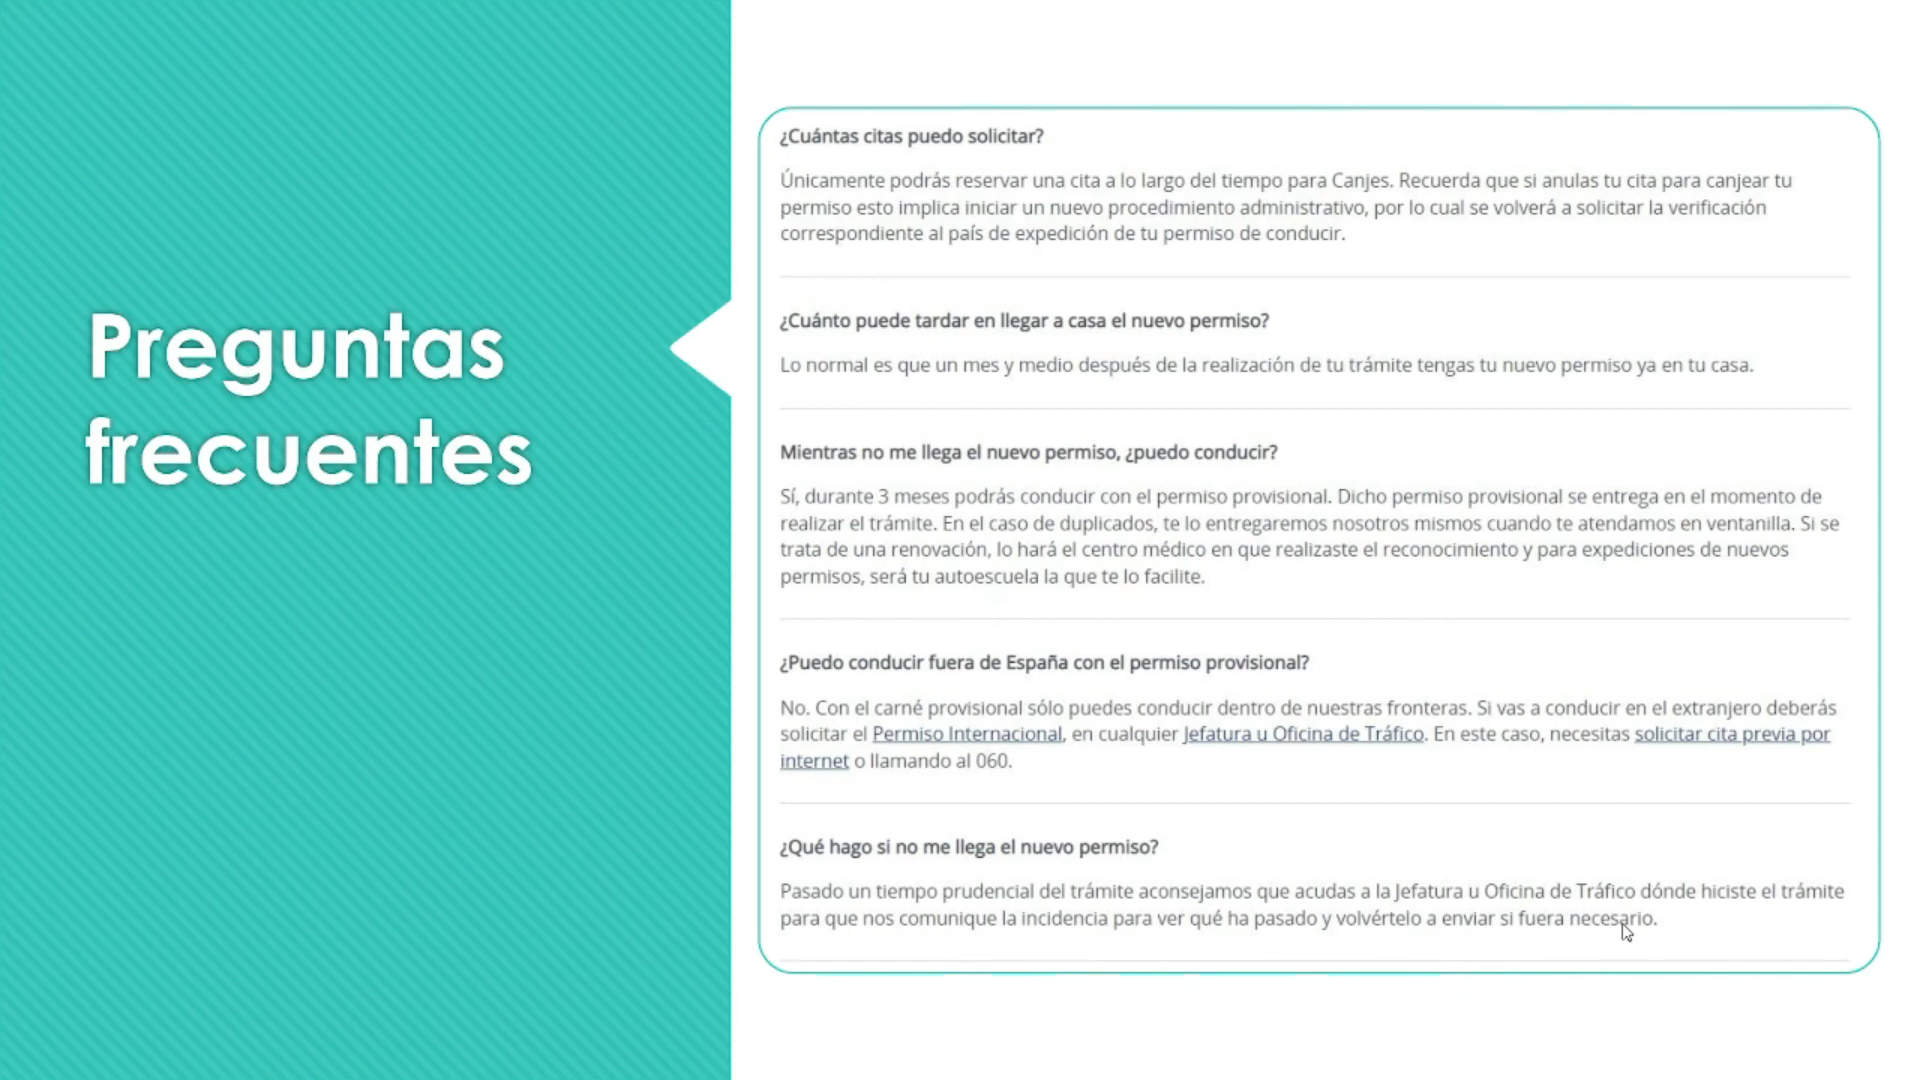 Preguntas
frecuentes
¿Cuántas citas puedo solicitar?
Únicamente podrás reservar una cita a lo largo del tiempo para Canjes. Recuerda que si anulas tu cita para canjear tu
permiso esto implica iniciar un nuevo procedimiento administrativo, por lo cual se volverá a solicitar la verificación
correspondiente al país de expedición de tu permiso de conducir.
¿Cuánto puede tardar en llegar a casa el nuevo permiso?
Lo normal es que un mes y medio después de la realización de tu trámite tengas tu nuevo permiso ya en tu casa.
Mientras no me llega el nuevo permiso, ¿puedo conducir?
Sí, durante 3 meses podrás conducir con el permiso provisional. Dicho permiso provisional se entrega en el momento de
realizar el trámite. En el caso de duplicados, te lo entregaremos nosotros mismos cuando te atendamos en ventanilla. Si se
trata de una renovación, lo hará el centro médico en que realizaste el reconocimiento y para expediciones de nuevos
permisos, será tu autoescuela la que te lo facilite.
¿Puedo conducir fuera de España con el permiso provisional?
No. Con el carné provisional sólo puedes conducir dentro de nuestras fronteras. Si vas a conducir en el extranjero deberás
solicitar el Permiso Internacional, en cualquier Jefatura u Oficina de Tráfico. En este caso, necesitas solicitar cita previa por
internet o llamando al 060.
¿Qué hago si no me llega el nuevo permiso?
Pasado un tiempo prudencial del trámite aconsejamos que acudas a la Jefatura u Oficina de Tráfico dónde hiciste el trámite
para que nos comunique la incidencia para ver qué ha pasado y volvértelo a enviar si fuera necesario.